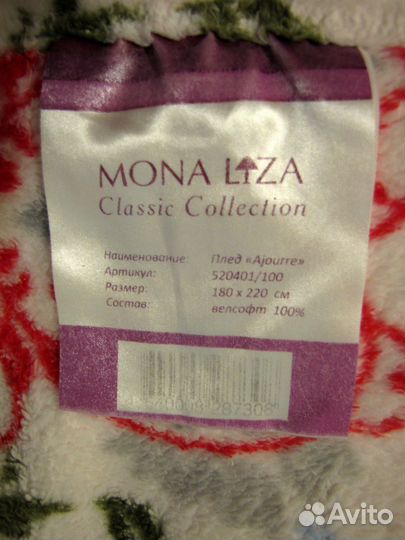 MONA LIZA
Classic Collection
Наименование: Плед «Ajourre»
Артикул: 520401/100
Размер: 180 x 220 см
Состав: велсофт 100%
Avito